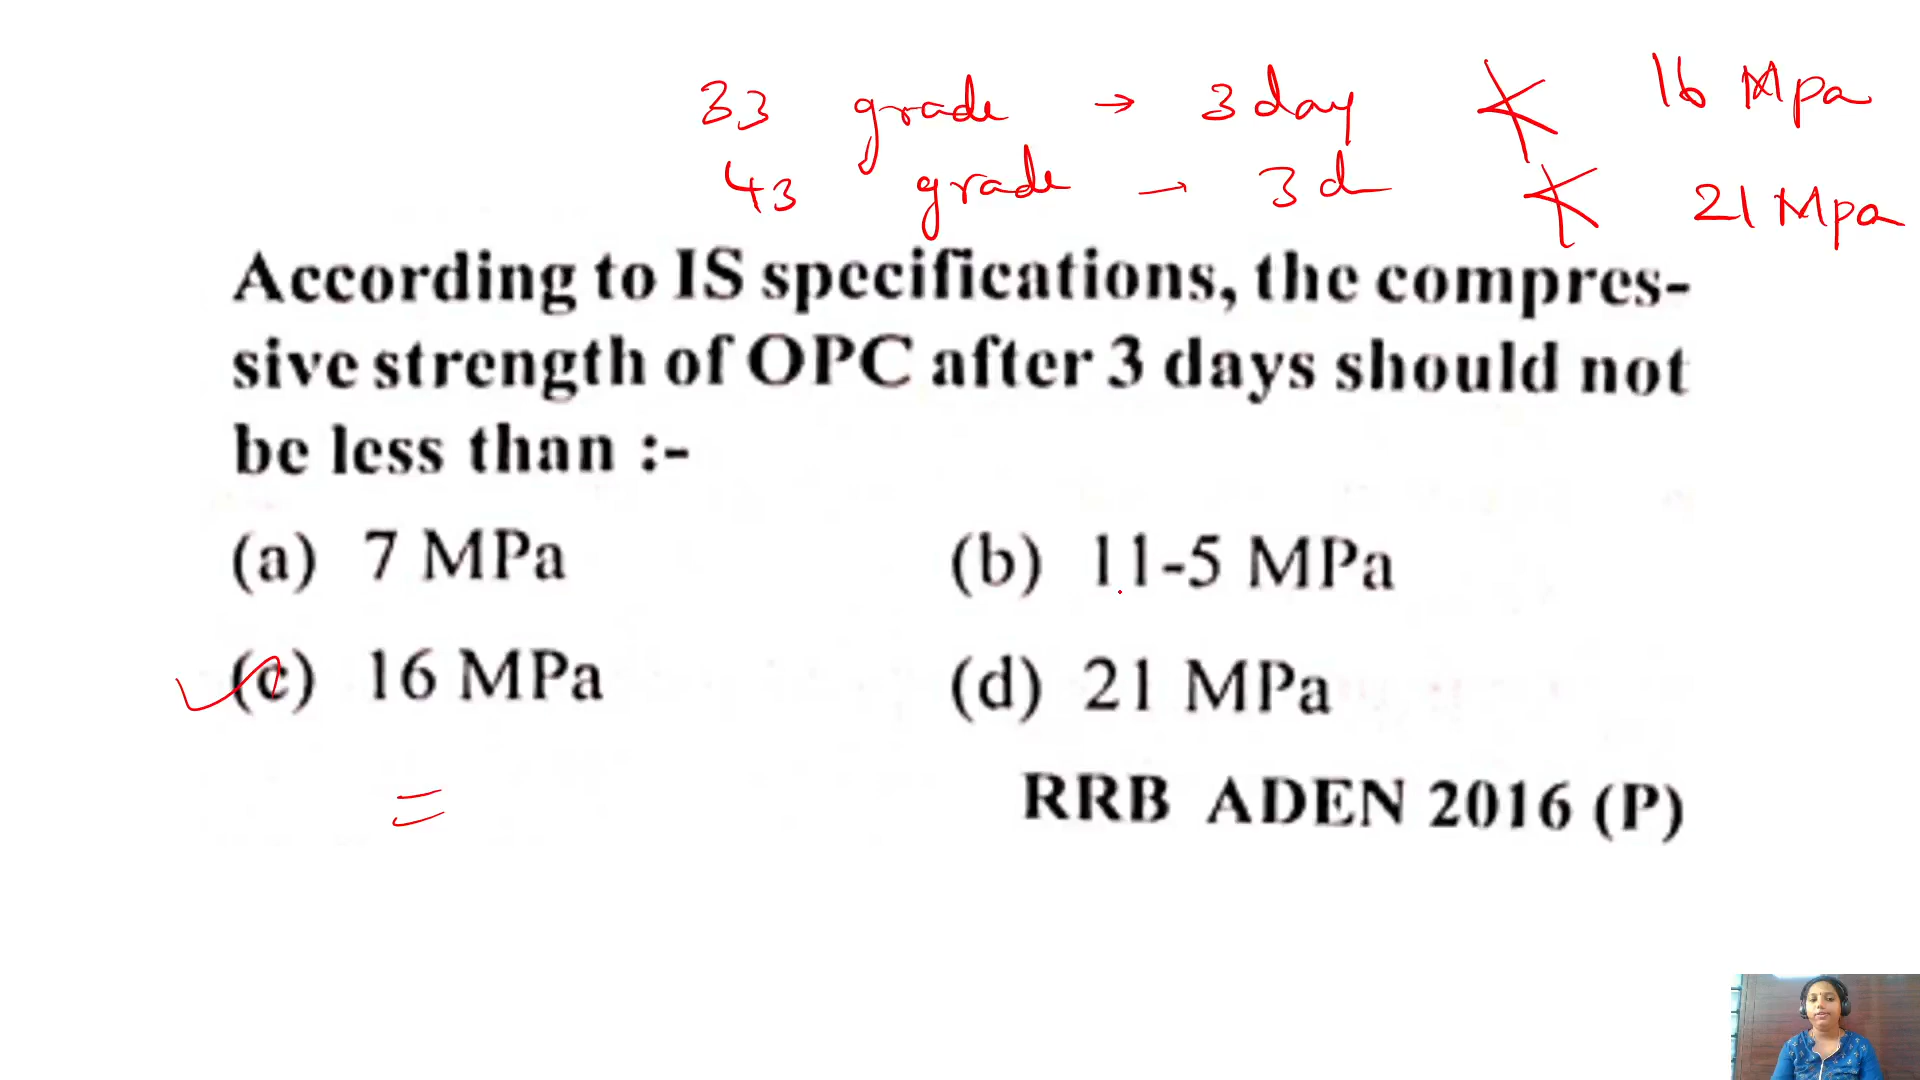 33 grade → 3 day ≮ 16 Mpa
43 grade → 3 d ≮ 21 Mpa
According to IS specifications, the compres-
sive strength of OPC after 3 days should not
be less than :-
(a) 7 MPa
(b) 11-5 MPa
(c) 16 MPa
(d) 21 MPa
=
RRB ADEN 2016 (P)